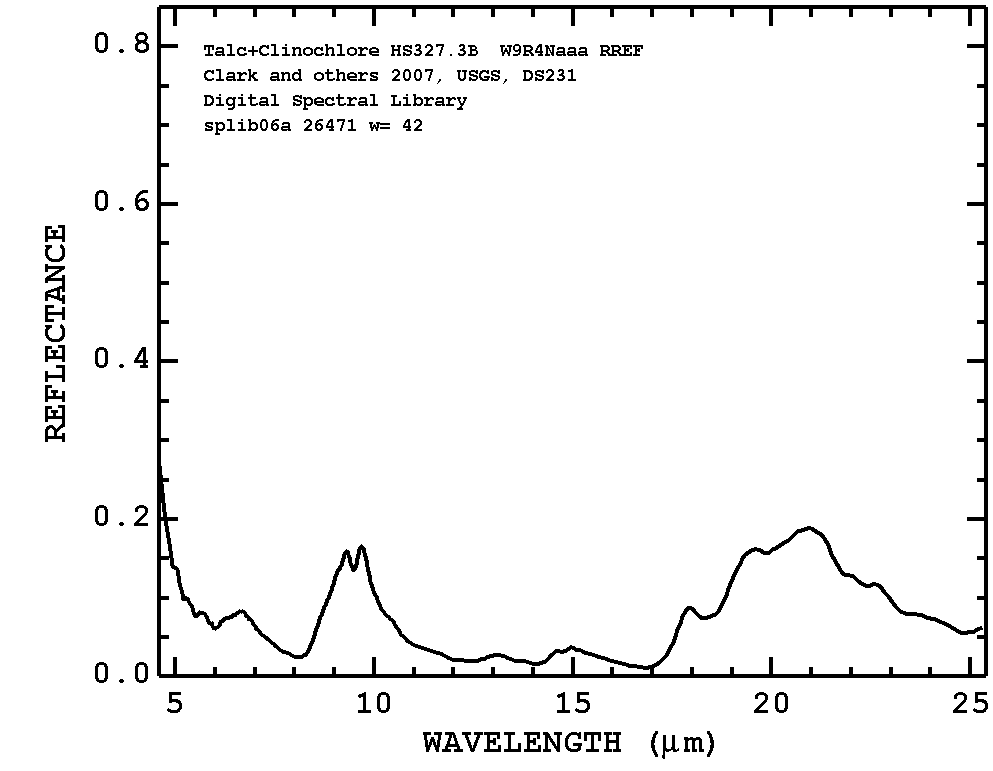 0.8
Talc+Clinochlore HS327.3B W9R4Naaa RREF
Clark and others 2007, USGS, DS231
Digital Spectral Library
splib06a 26471 w= 42
0.6
0.4
0.2
0.0
REFLECTANCE
5 10 15 20 25
WAVELENGTH (μm)